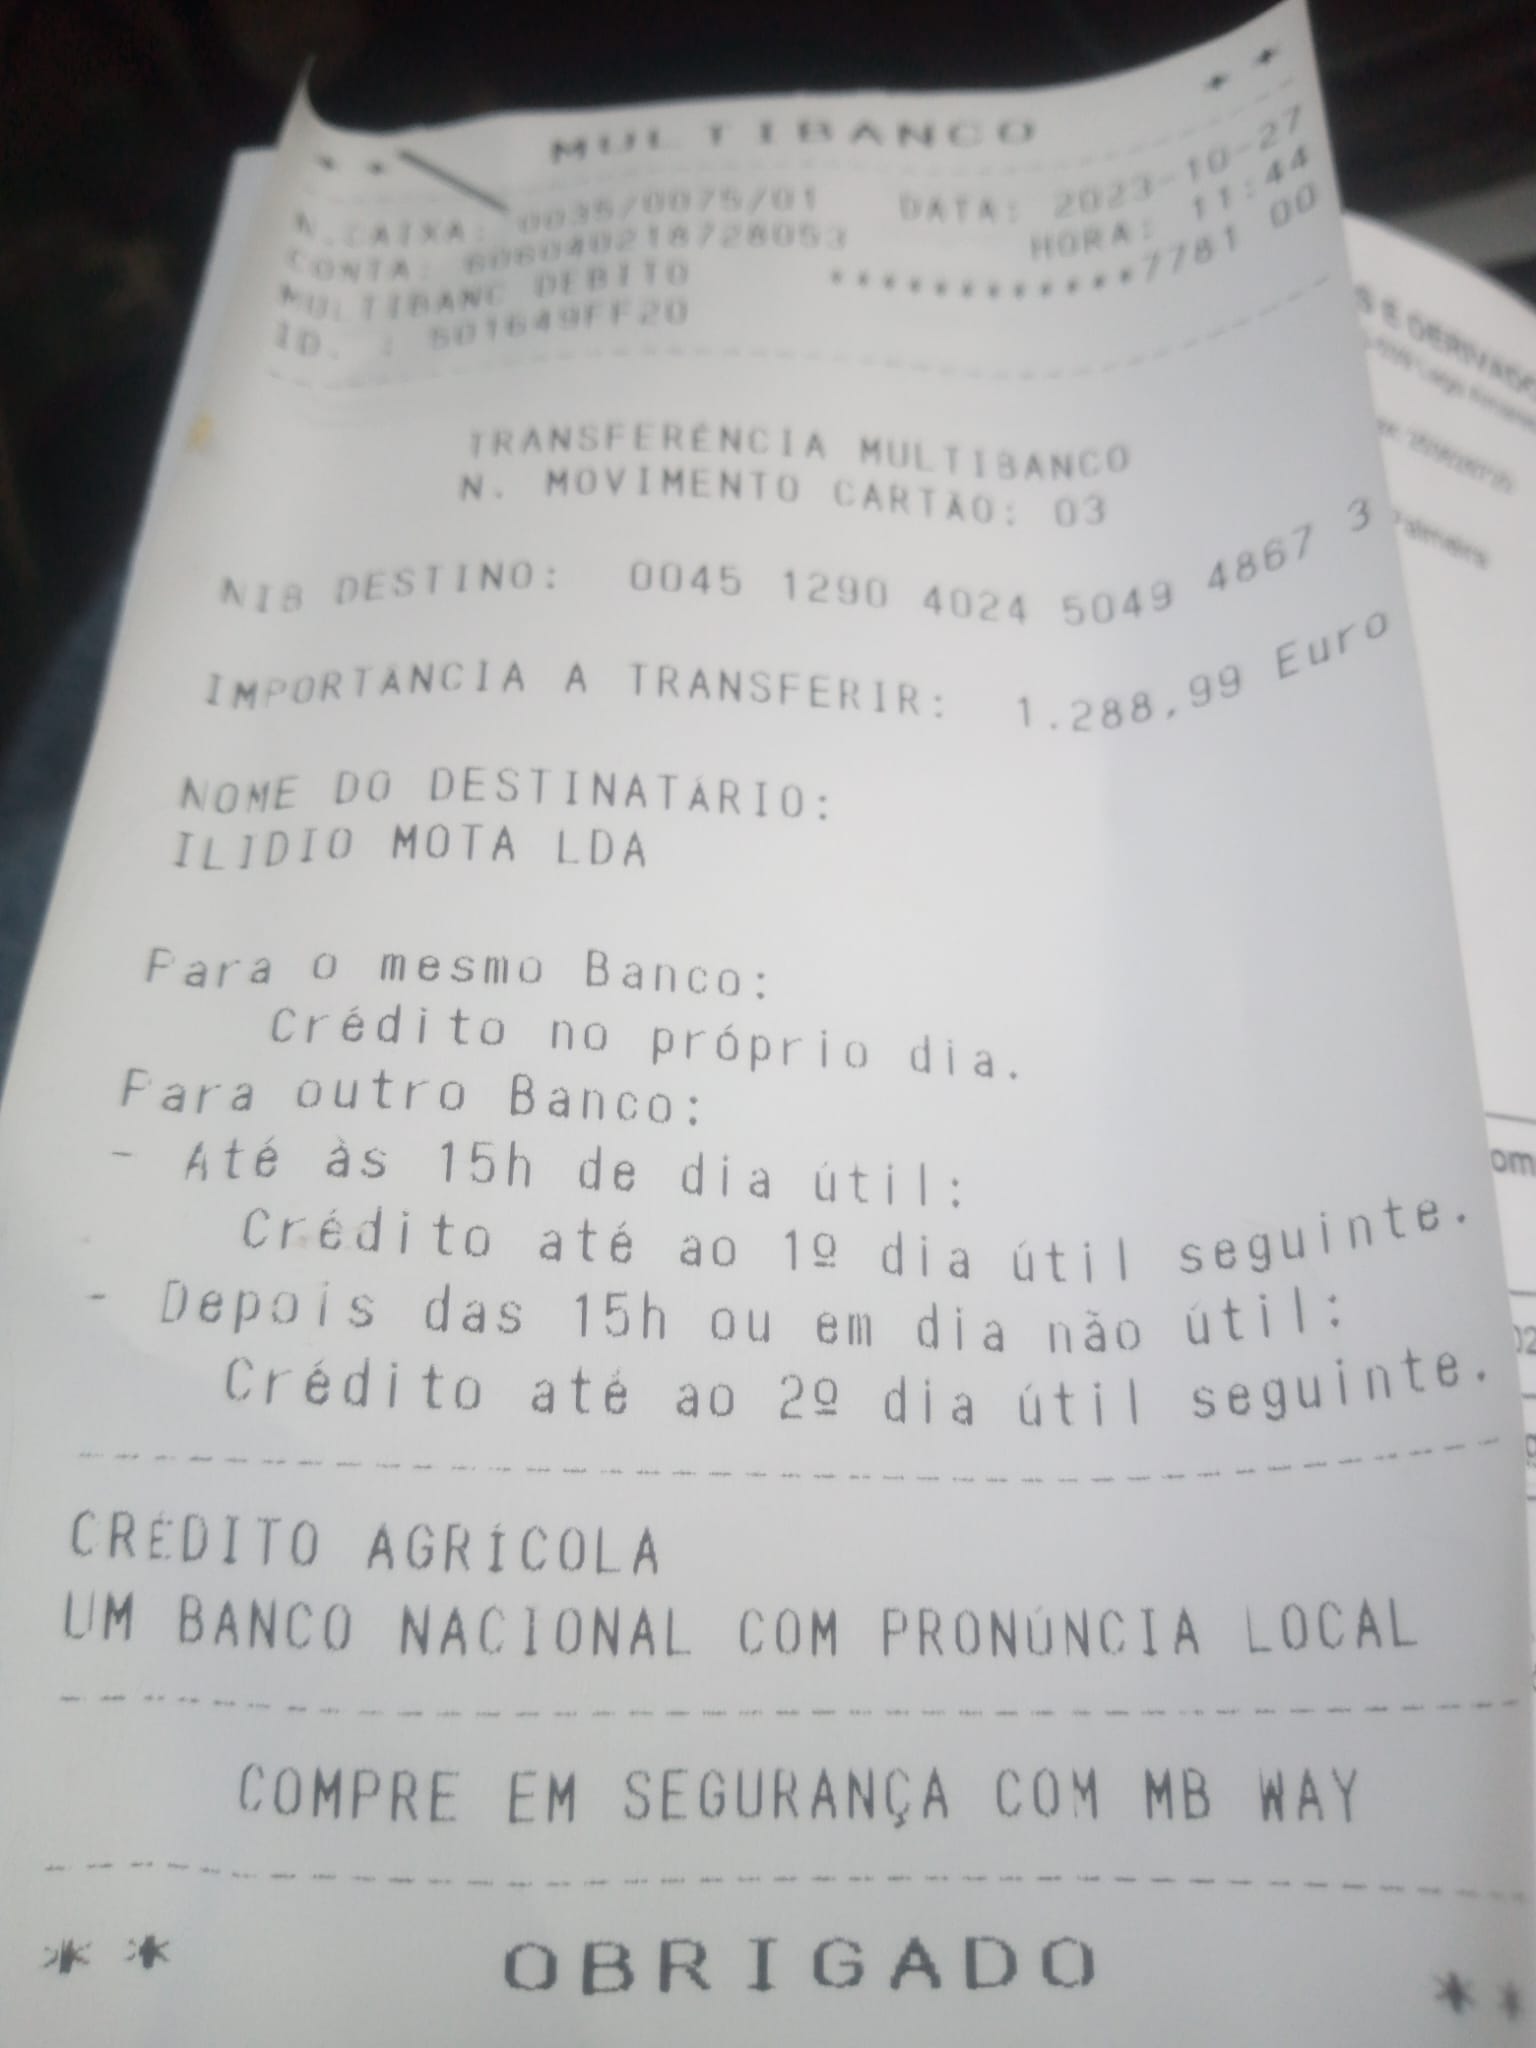 * * MULTIBANCO * *
N.CAIXA: 0035/0075/01 DATA: 2023-10-27
CONTA: 606040218728053 HORA: 11:44
MULTIBANC DEBITO ************7781 00
ID. : 501649FF20
TRANSFERÊNCIA MULTIBANCO
N. MOVIMENTO CARTÃO: 03
NIB DESTINO: 0045 1290 4024 5049 4867 3
IMPORTÂNCIA A TRANSFERIR: 1.288,99 Euro
NOME DO DESTINATÁRIO:
ILIDIO MOTA LDA
Para o mesmo Banco:
Crédito no próprio dia.
Para outro Banco:
- Até às 15h de dia útil:
Crédito até ao 1º dia útil seguinte.
- Depois das 15h ou em dia não útil:
Crédito até ao 2º dia útil seguinte.
CRÉDITO AGRÍCOLA
UM BANCO NACIONAL COM PRONÚNCIA LOCAL
COMPRE EM SEGURANÇA COM MB WAY
* * OBRIGADO * *
S E DERIVADO